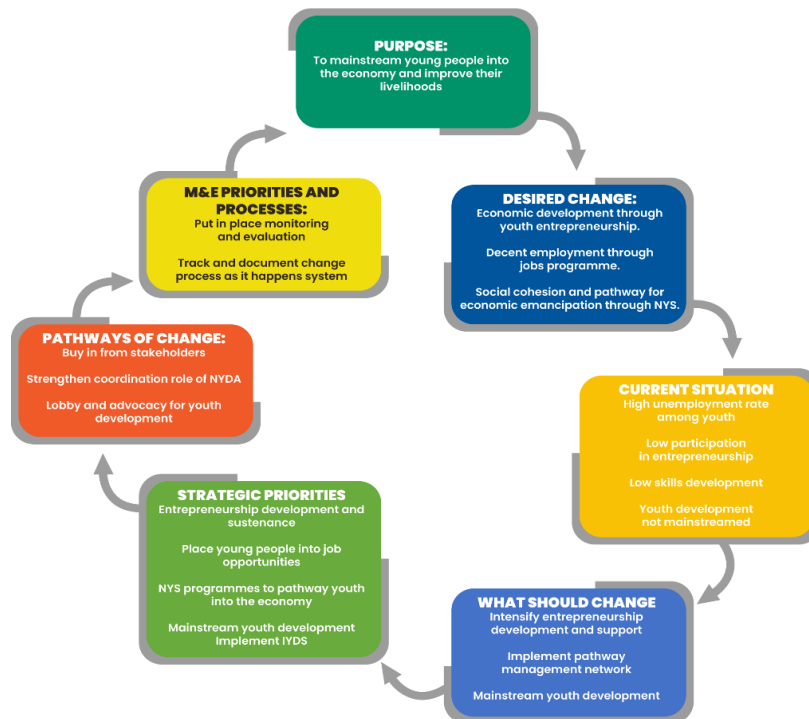 PURPOSE:
To mainstream young people into
the economy and improve their
livelihoods
DESIRED CHANGE:
Economic development through
youth entrepreneurship.
Decent employment through
jobs programme.
Social cohesion and pathway for
economic emancipation through NYS.
CURRENT SITUATION
High unemployment rate
among youth
Low participation
in entrepreneurship
Low skills development
Youth development
not mainstreamed
WHAT SHOULD CHANGE
Intensify entrepreneurship
development and support
Implement pathway
management network
Mainstream youth development
STRATEGIC PRIORITIES
Entrepreneurship development and
sustenance
Place young people into job
opportunities
NYS programmes to pathway youth
into the economy
Mainstream youth development
Implement IYDS
PATHWAYS OF CHANGE:
Buy in from stakeholders
Strengthen coordination role of NYDA
Lobby and advocacy for youth
development
M&E PRIORITIES AND
PROCESSES:
Put in place monitoring
and evaluation
Track and document change
process as it happens system